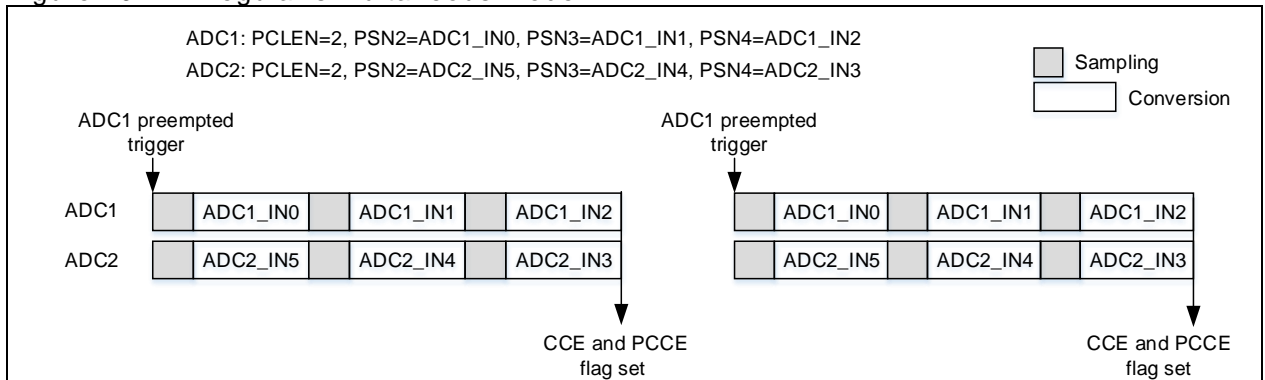 ADC1: PCLEN=2, PSN2=ADC1_IN0, PSN3=ADC1_IN1, PSN4=ADC1_IN2
ADC2: PCLEN=2, PSN2=ADC2_IN5, PSN3=ADC2_IN4, PSN4=ADC2_IN3
Sampling
Conversion
ADC1 preempted
trigger
ADC1 preempted
trigger
ADC1 ADC1_IN0 ADC1_IN1 ADC1_IN2 ADC1_IN0 ADC1_IN1 ADC1_IN2
ADC2 ADC2_IN5 ADC2_IN4 ADC2_IN3 ADC2_IN5 ADC2_IN4 ADC2_IN3
CCE and PCCE
flag set
CCE and PCCE
flag set